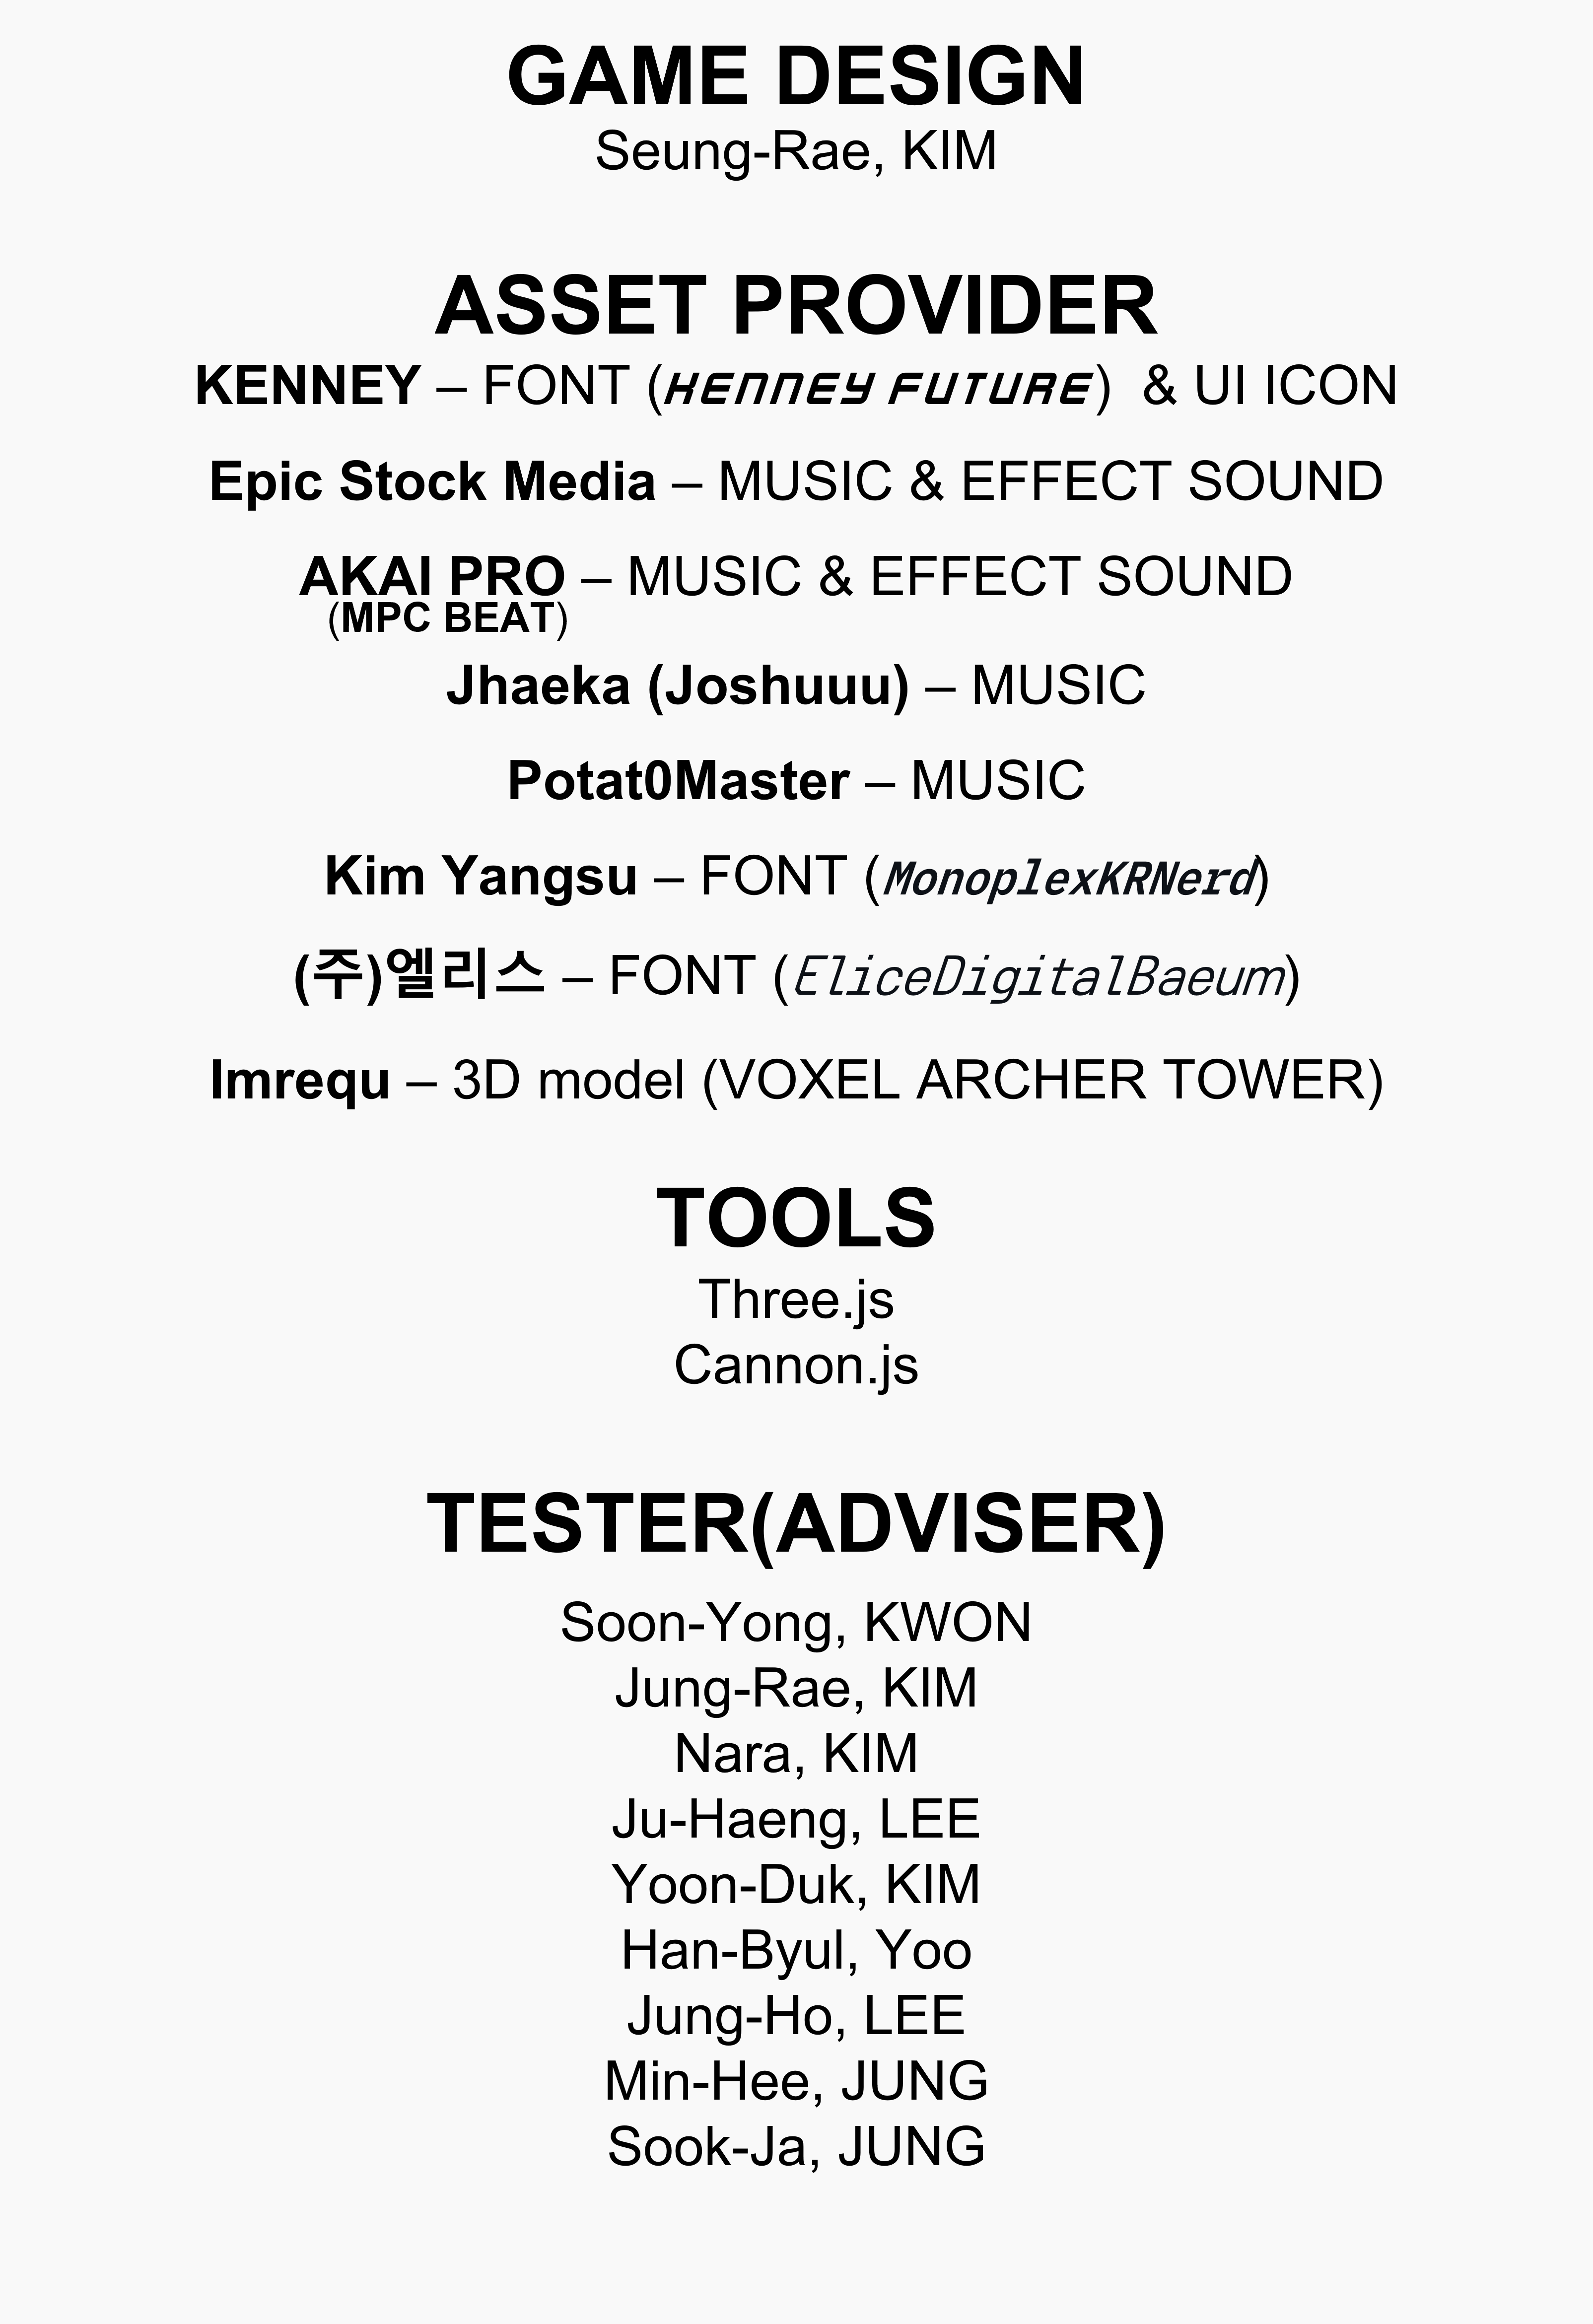 GAME DESIGN
Seung-Rae, KIM
ASSET PROVIDER
KENNEY – FONT (KENNEY FUTURE) & UI ICON
Epic Stock Media – MUSIC & EFFECT SOUND
AKAI PRO – MUSIC & EFFECT SOUND
(MPC BEAT)
Jhaeka (Joshuuu) – MUSIC
Potat0Master – MUSIC
Kim Yangsu – FONT (MonoplexKRNerd)
(주)엘리스 – FONT (EliceDigitalBaeum)
Imrequ – 3D model (VOXEL ARCHER TOWER)
TOOLS
Three.js
Cannon.js
TESTER(ADVISER)
Soon-Yong, KWON
Jung-Rae, KIM
Nara, KIM
Ju-Haeng, LEE
Yoon-Duk, KIM
Han-Byul, Yoo
Jung-Ho, LEE
Min-Hee, JUNG
Sook-Ja, JUNG